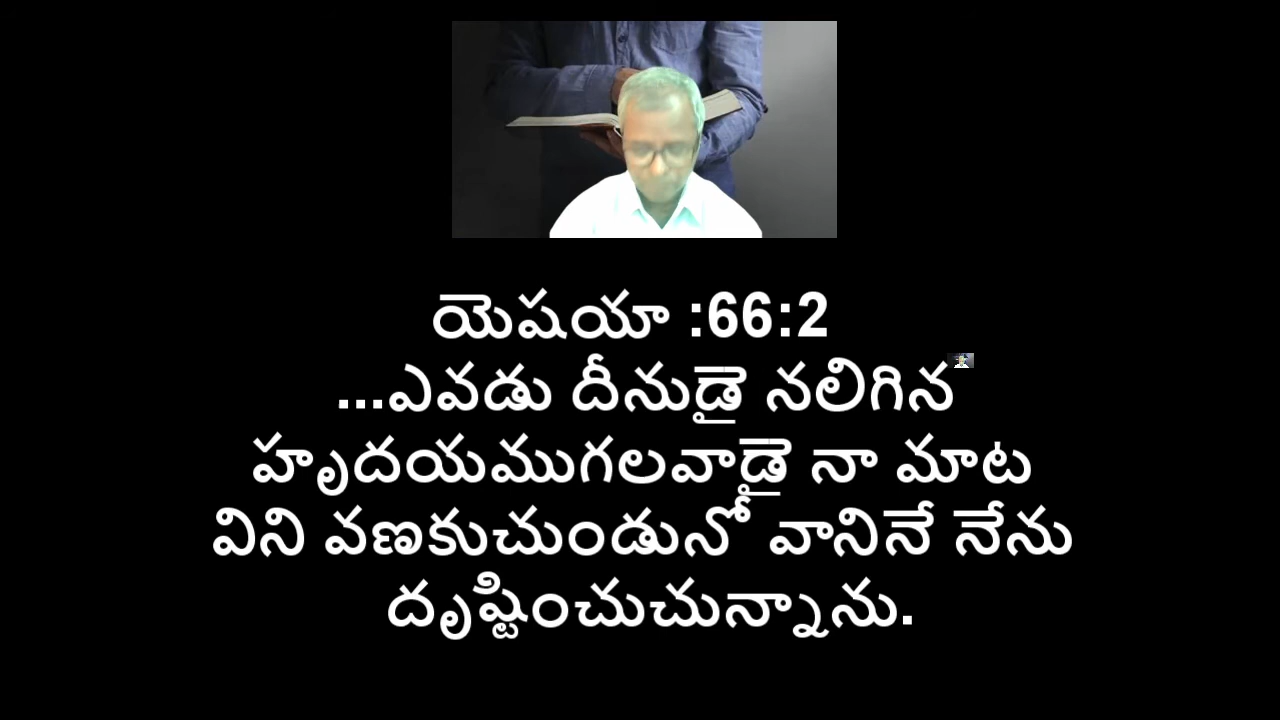 యెషయా :66:2
...ఎవడు దీనుడై నలిగిన
హృదయముగలవాడై నా మాట
విని వణకుచుండునో వానినే నేను
దృష్టించుచున్నాను.